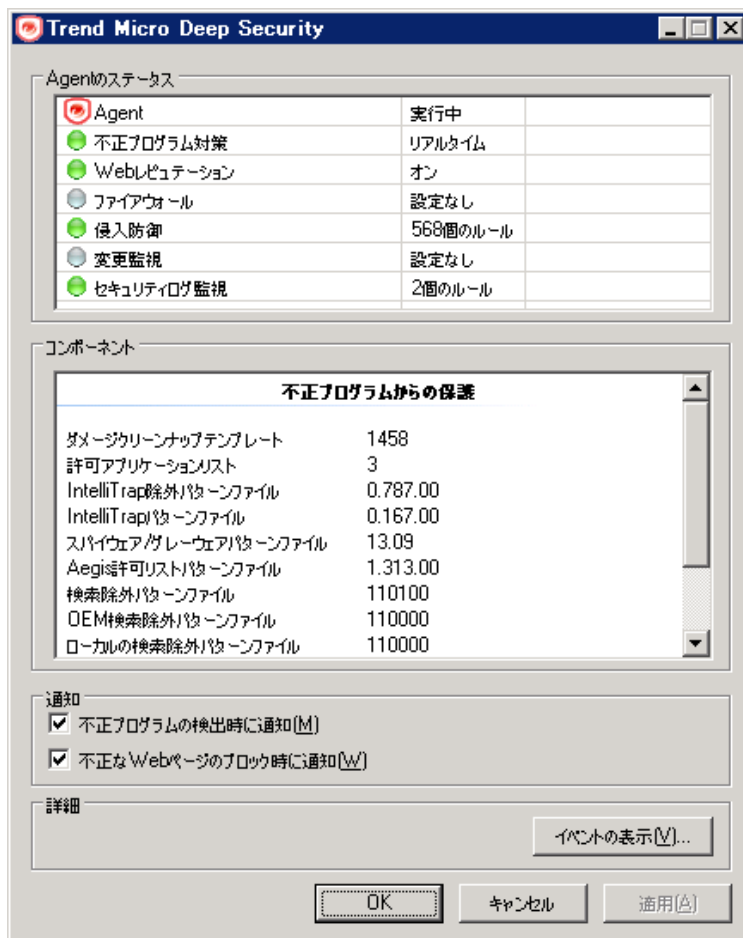 Trend Micro Deep Security
Agentのステータス
Agent 実行中
不正プログラム対策 リアルタイム
Webレピュテーション オン
ファイアウォール 設定なし
侵入防御 568個のルール
変更監視 設定なし
セキュリティログ監視 2個のルール
コンポーネント
不正プログラムからの保護
ダメージクリーンナップテンプレート 1458
許可アプリケーションリスト 3
IntelliTrap除外パターンファイル 0.787.00
IntelliTrapパターンファイル 0.167.00
スパイウェア/グレーウェアパターンファイル 13.09
Aegis許可リストパターンファイル 1.313.00
検索除外パターンファイル 110100
OEM検索除外パターンファイル 110000
ローカルの検索除外パターンファイル 110000
通知
不正プログラムの検出時に通知(M)
不正なWebページのブロック時に通知(W)
詳細
イベントの表示(V)...
OK キャンセル 適用(A)